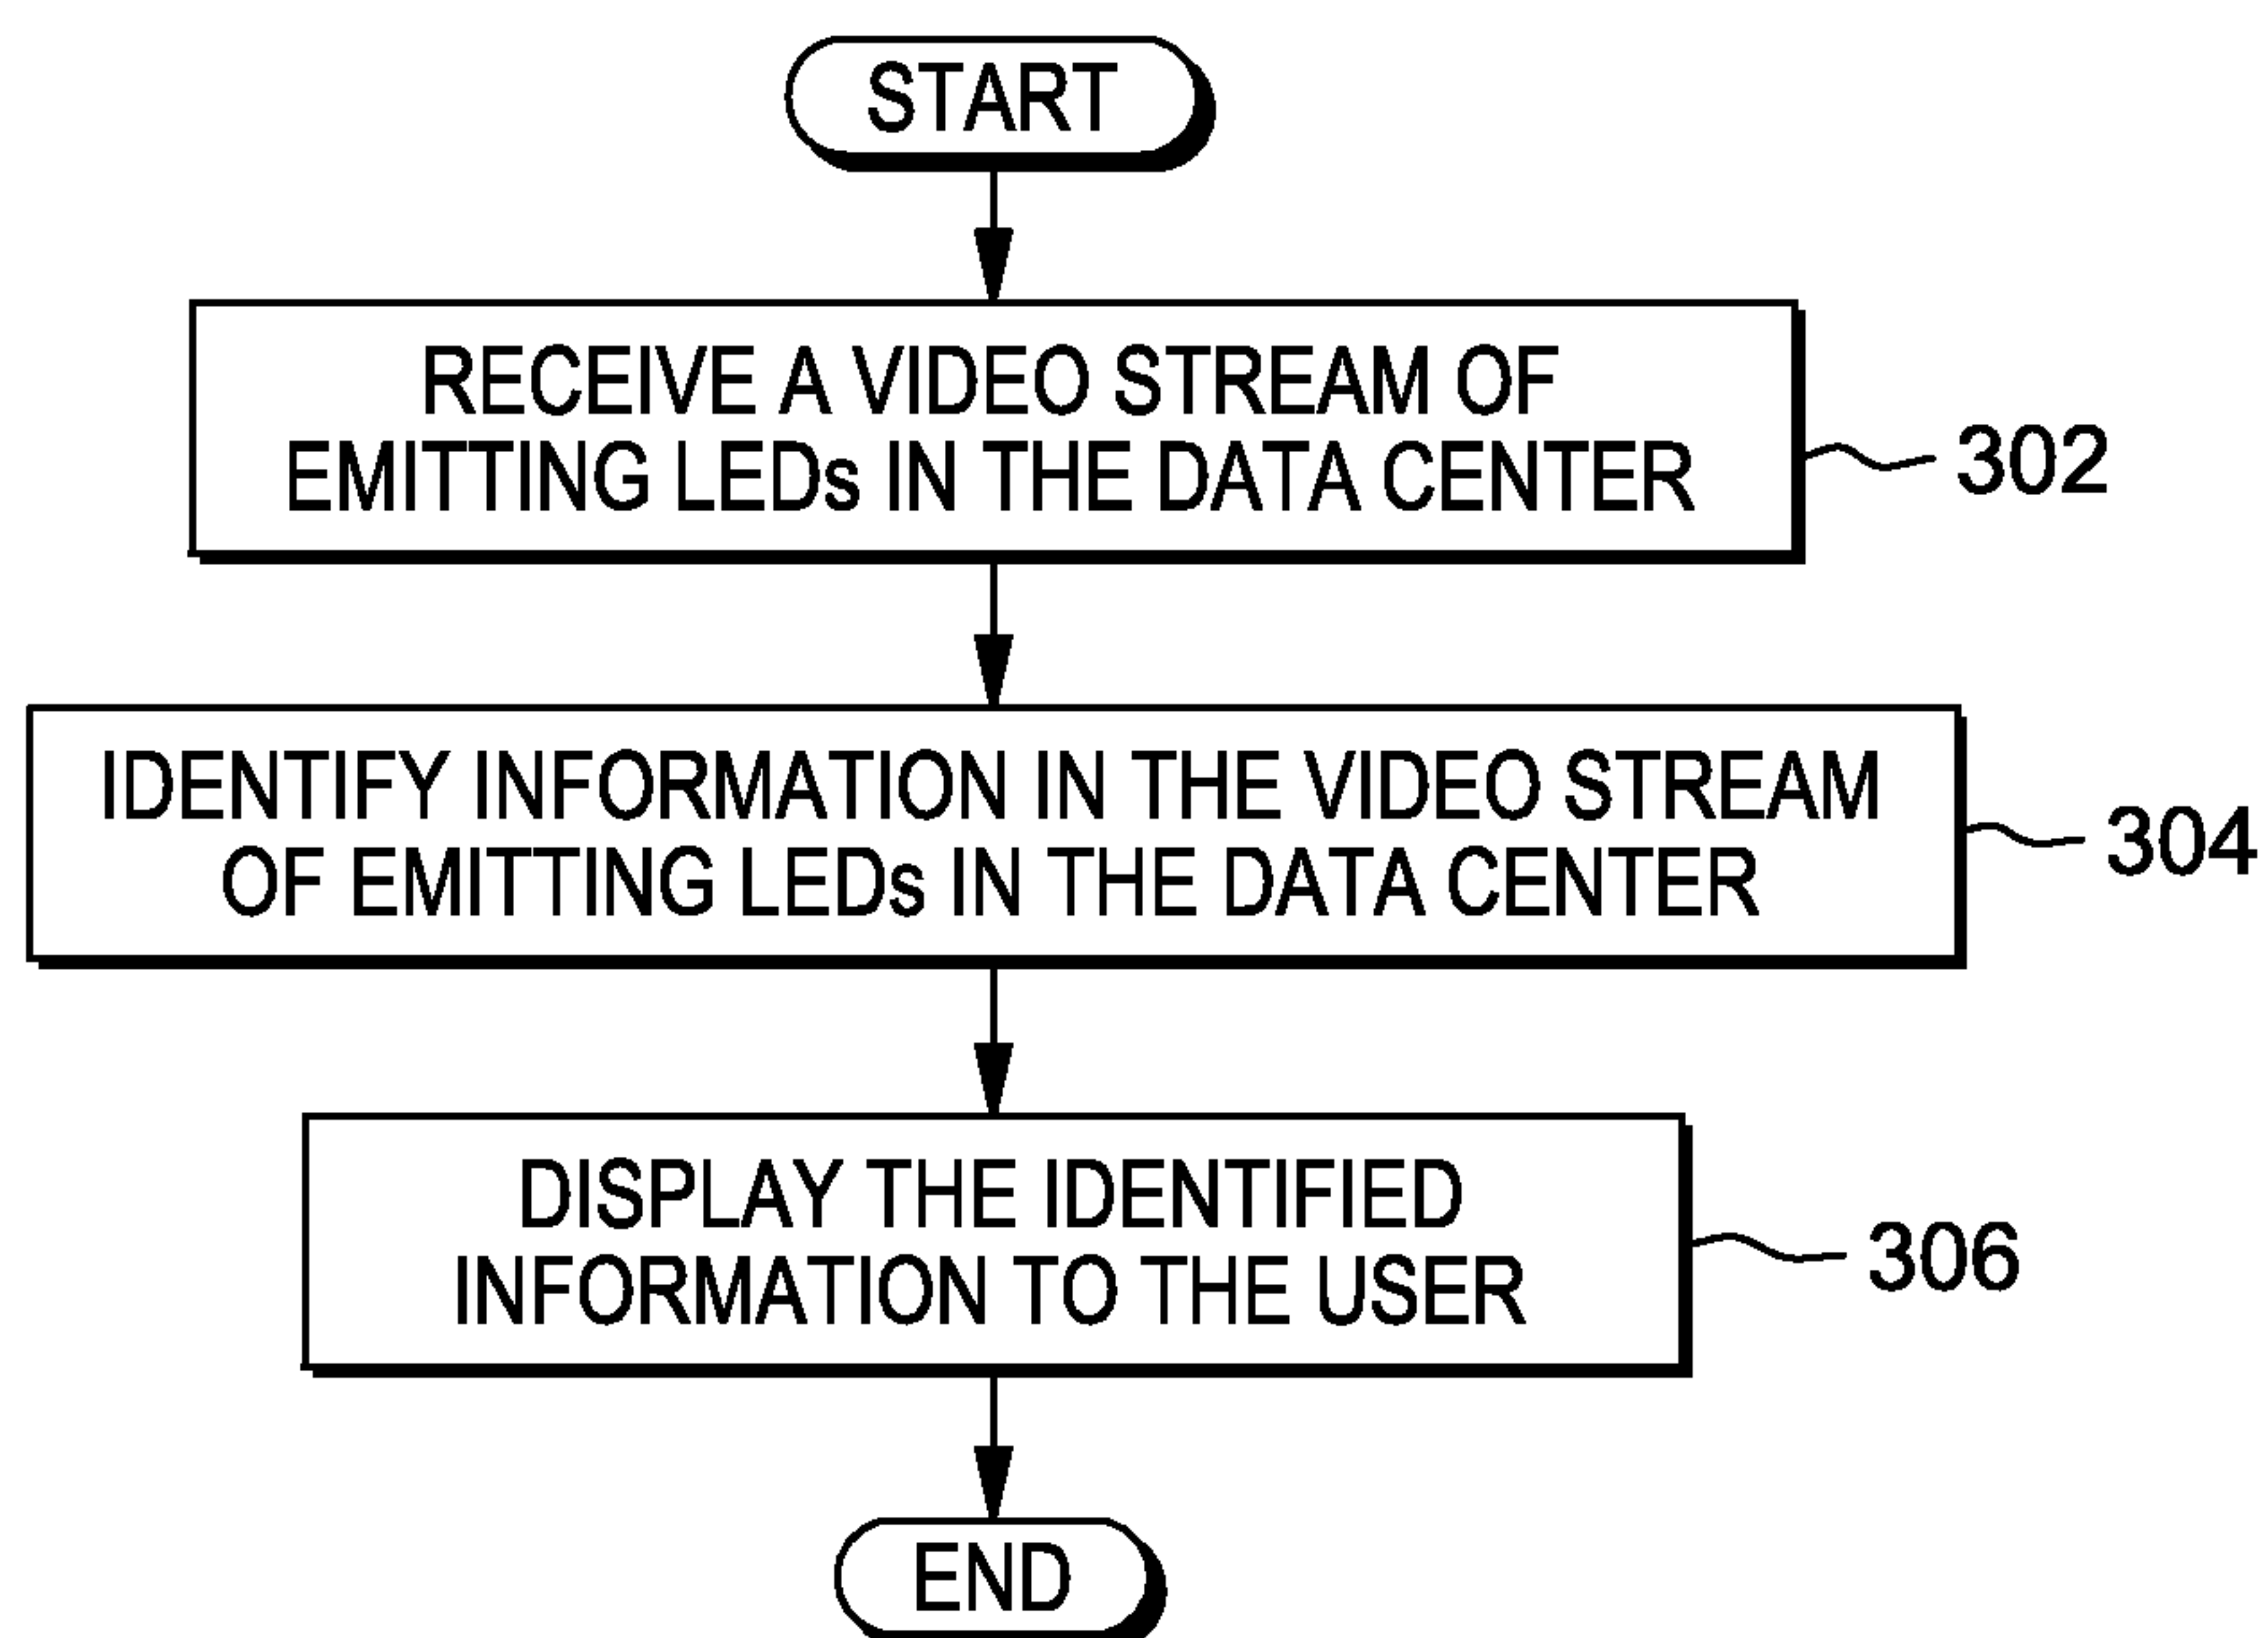 START
RECEIVE A VIDEO STREAM OF
EMITTING LEDs IN THE DATA CENTER
302
IDENTIFY INFORMATION IN THE VIDEO STREAM
OF EMITTING LEDs IN THE DATA CENTER
304
DISPLAY THE IDENTIFIED
INFORMATION TO THE USER
306
END